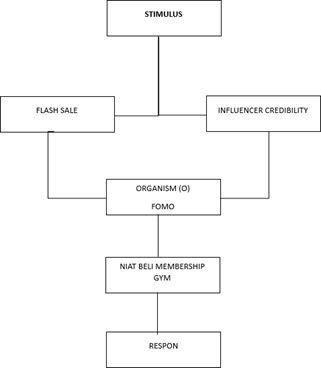 STIMULUS
FLASH SALE
INFLUENCER CREDIBILITY
ORGANISM (O)
FOMO
NIAT BELI MEMBERSHIP
GYM
RESPON